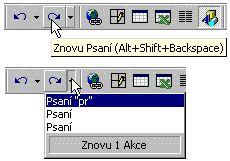 Znovu Psaní (Alt+Shift+Backspace)
Psaní "pr"
Psaní
Psaní
Znovu 1 Akce